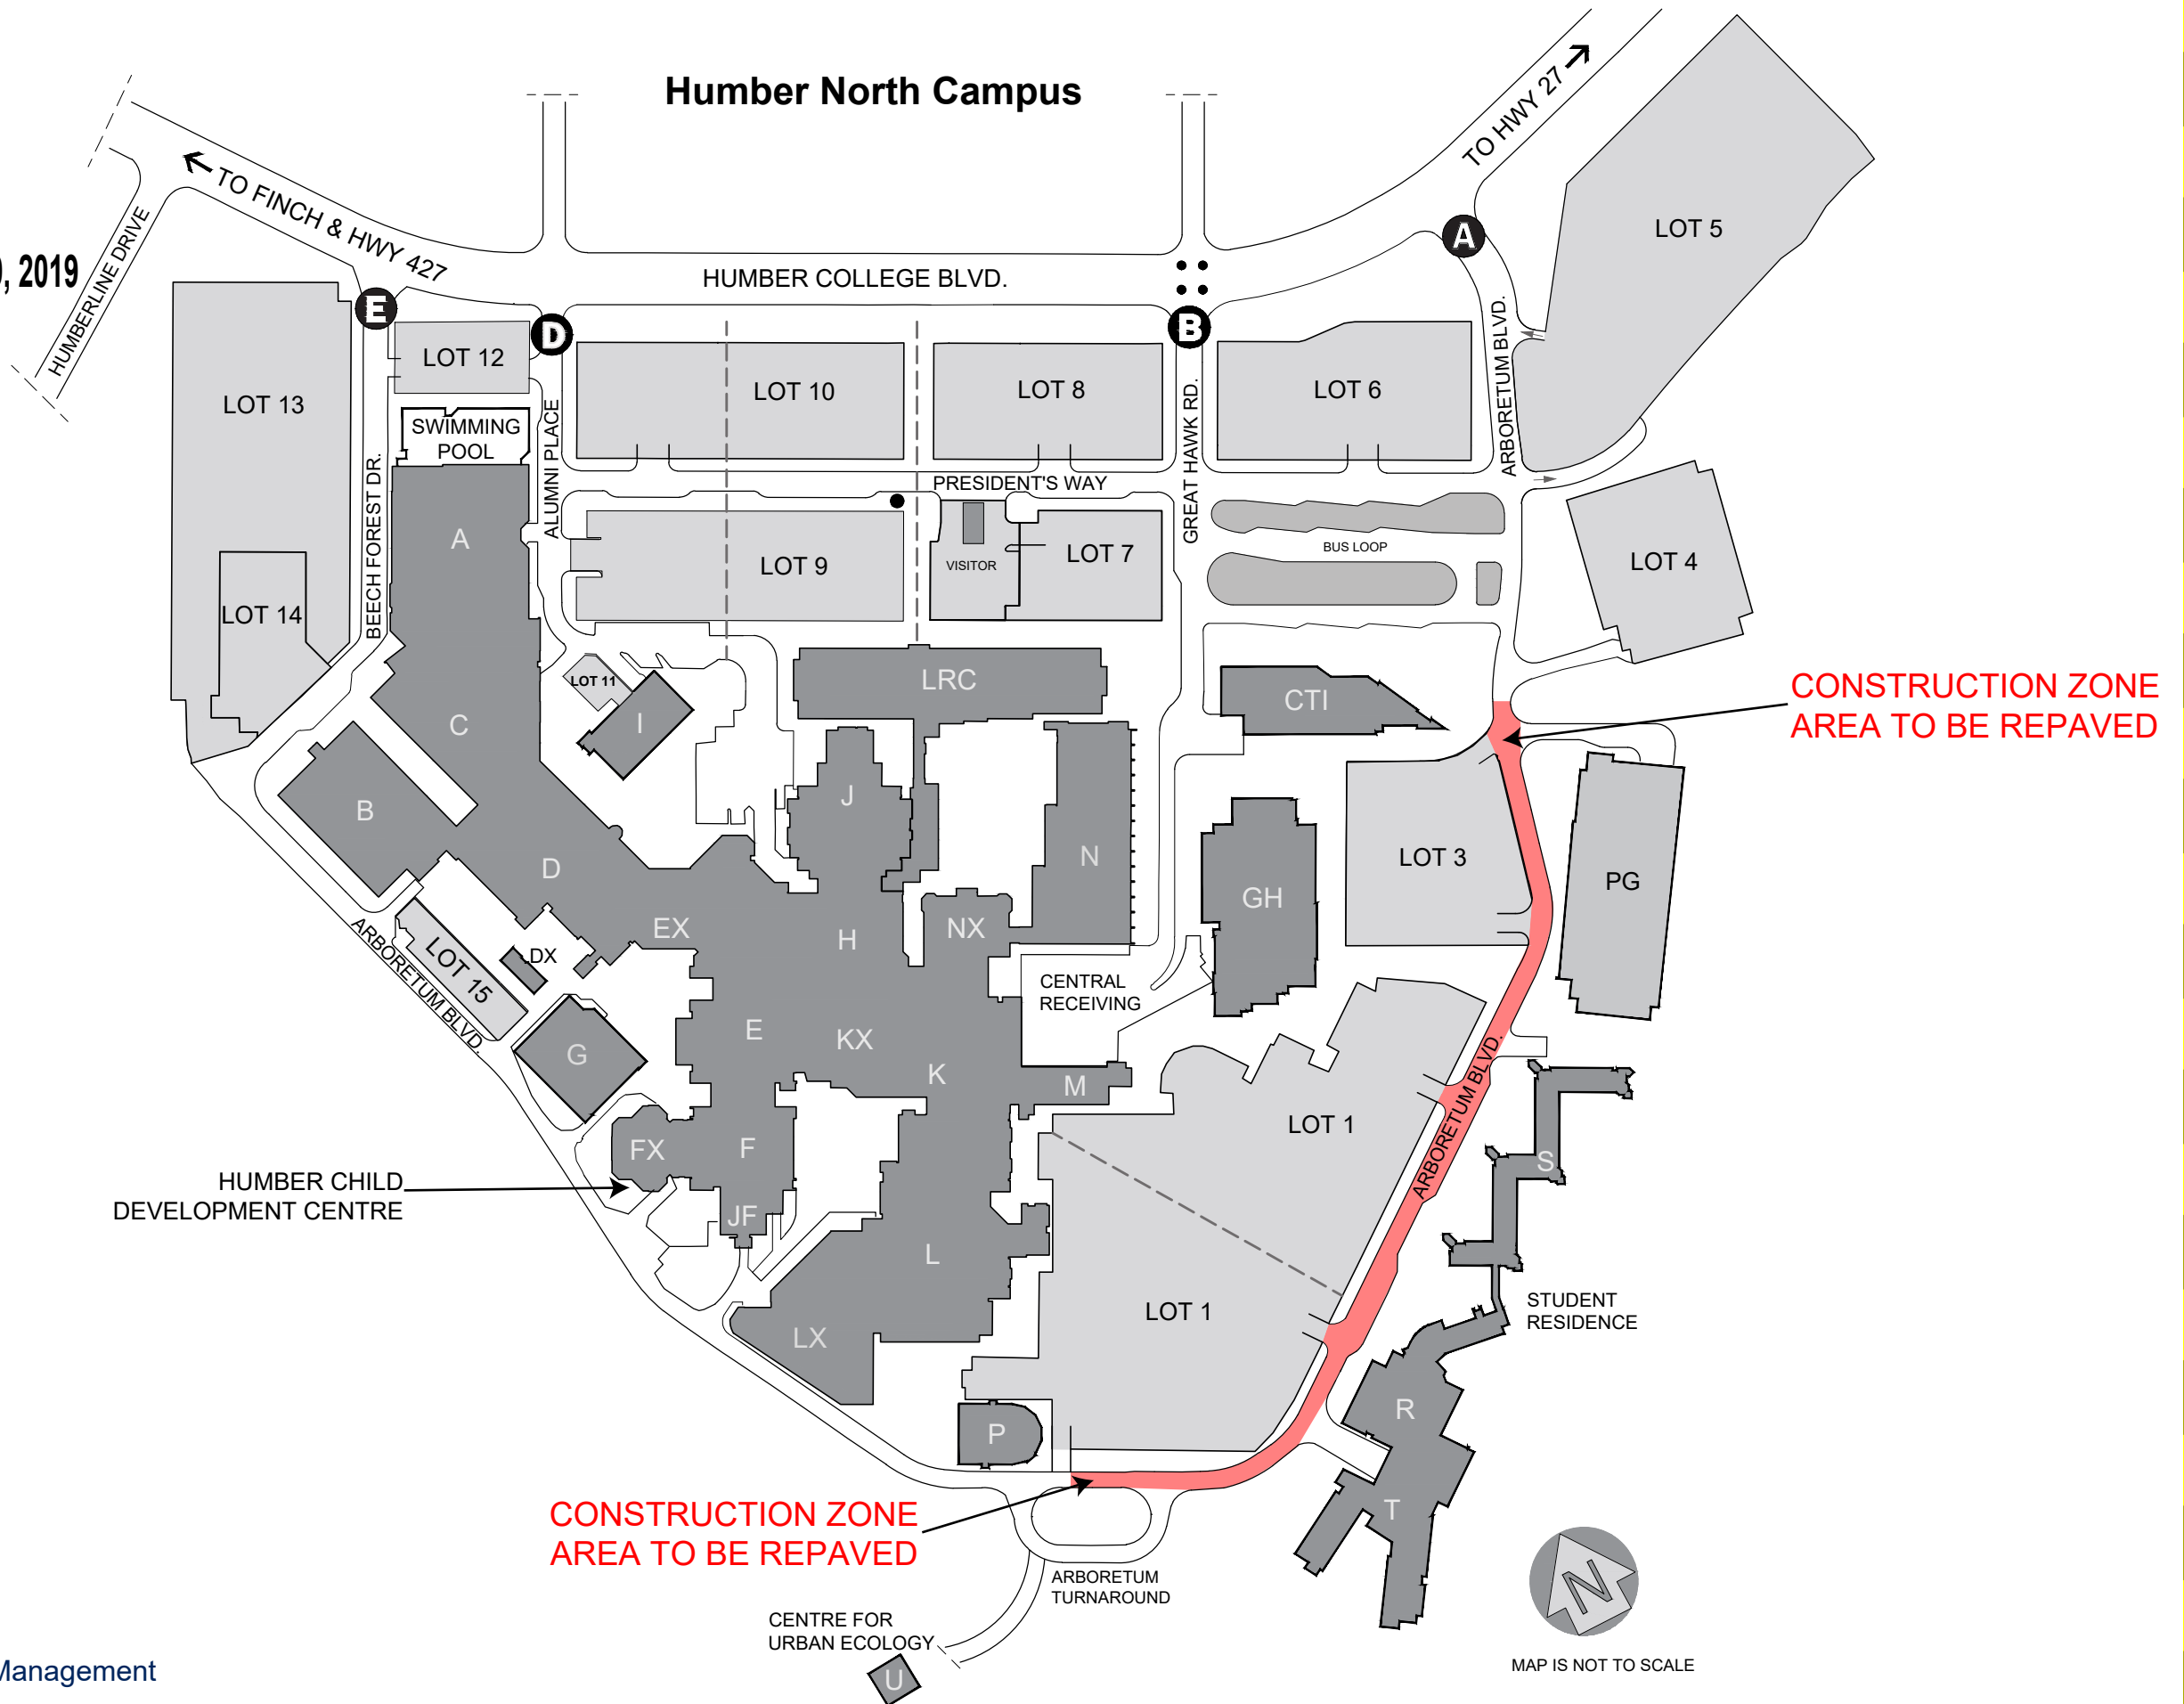 Humber North Campus
TO HWY 27
TO FINCH & HWY 427
HUMBERLINE DRIVE
, 2019
A
LOT 5
E
D
B
HUMBER COLLEGE BLVD.
LOT 12
LOT 13
LOT 10
LOT 8
LOT 6
ARBORETUM BLVD.
SWIMMING
POOL
ALUMNI PLACE
GREAT HAWK RD.
BEECH FOREST DR.
PRESIDENT'S WAY
A
LOT 9
VISITOR
LOT 7
BUS LOOP
LOT 4
LOT 14
LOT 11
I
LRC
CTI
CONSTRUCTION ZONE
AREA TO BE REPAVED
C
B
J
N
LOT 3
PG
D
GH
EX
H
NX
DX
LOT 15
ARBORETUM BLVD.
CENTRAL
RECEIVING
G
E
KX
K
M
LOT 1
ARBORETUM BLVD.
S
FX
F
HUMBER CHILD
DEVELOPMENT CENTRE
JF
L
LOT 1
STUDENT
RESIDENCE
LX
R
P
T
CONSTRUCTION ZONE
AREA TO BE REPAVED
ARBORETUM
TURNAROUND
N
CENTRE FOR
URBAN ECOLOGY
U
MAP IS NOT TO SCALE
Management